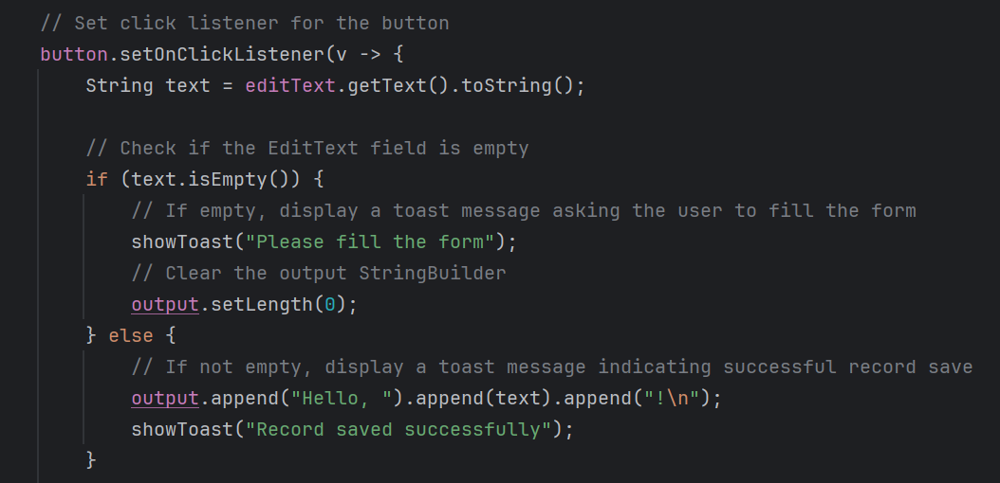 // Set click listener for the button
button.setOnClickListener(v -> {
String text = editText.getText().toString();
// Check if the EditText field is empty
if (text.isEmpty()) {
// If empty, display a toast message asking the user to fill the form
showToast("Please fill the form");
// Clear the output StringBuilder
output.setLength(0);
} else {
// If not empty, display a toast message indicating successful record save
output.append("Hello, ").append(text).append("!\n");
showToast("Record saved successfully");
}